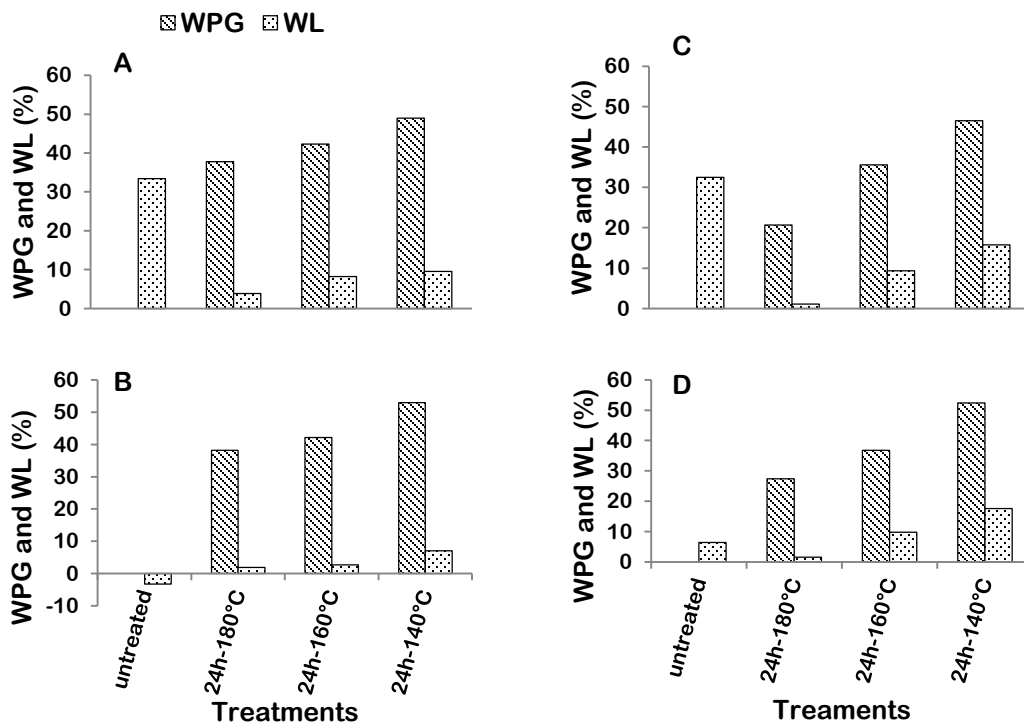 WPG WL
A
WPG and WL (%)
60
50
40
30
20
10
0
C
WPG and WL (%)
60
50
40
30
20
10
0
B
WPG and WL (%)
60
50
40
30
20
10
0
-10
untreated
24h-180°C
24h-160°C
24h-140°C
Treatments
D
WPG and WL (%)
60
50
40
30
20
10
0
untreated
24h-180°C
24h-160°C
24h-140°C
Treaments